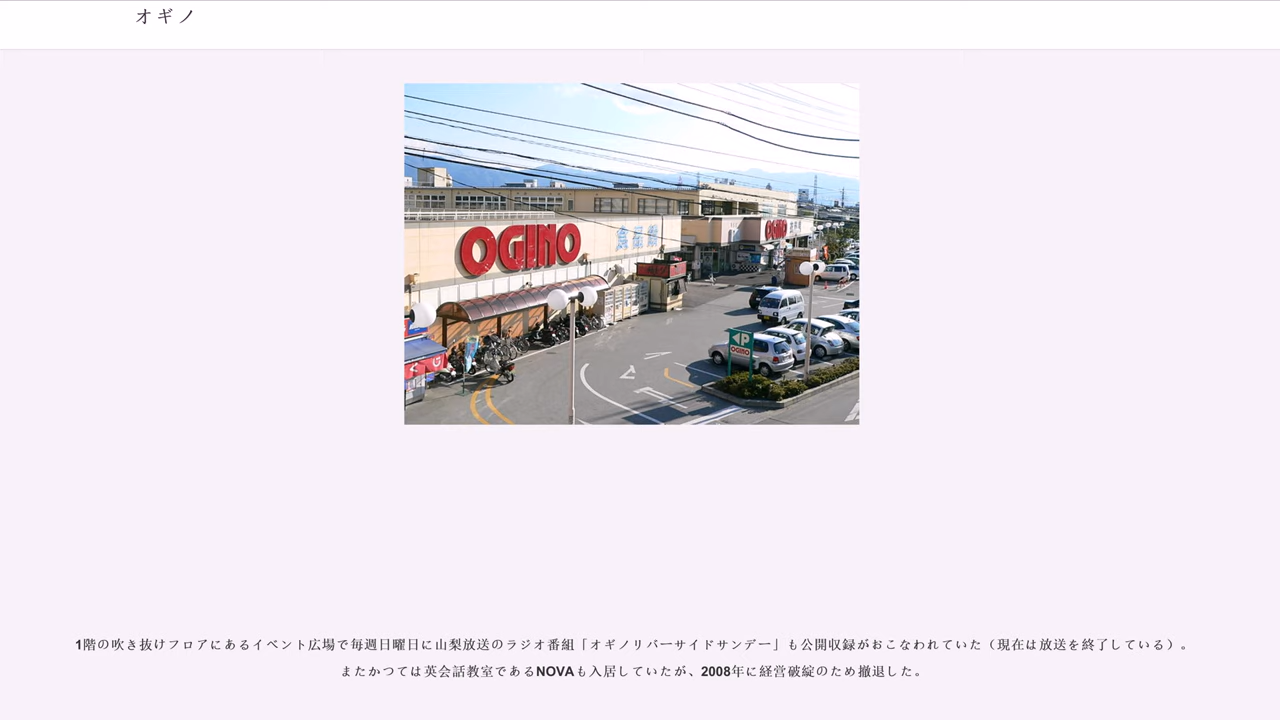 オギノ
OGINO
食品館
OGINO
P
OGINO
1階の吹き抜けフロアにあるイベント広場で毎週日曜日に山梨放送のラジオ番組「オギノリバーサイドサンデー」も公開収録がおこなわれていた（現在は放送を終了している）。
またかつては英会話教室であるNOVAも入居していたが、2008年に経営破綻のため撤退した。